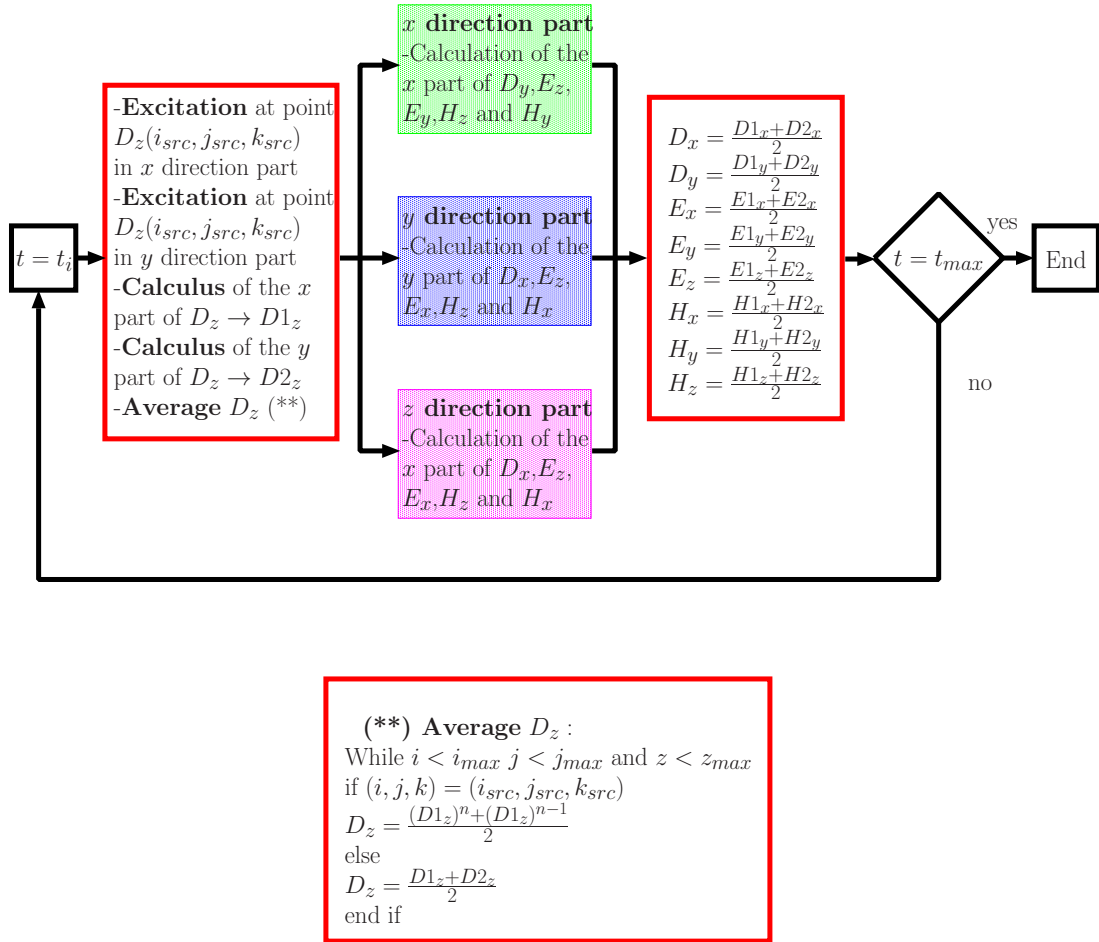 t = t_i
-Excitation at point
D_z(i_src, j_src, k_src)
in x direction part
-Excitation at point
D_z(i_src, j_src, k_src)
in y direction part
-Calculus of the x
part of D_z → D1_z
-Calculus of the y
part of D_z → D2_z
-Average D_z (**)
x direction part
-Calculation of the
x part of D_y,E_z,
E_y,H_z and H_y
y direction part
-Calculation of the
y part of D_x,E_z,
E_x,H_z and H_x
z direction part
-Calculation of the
x part of D_x,E_z,
E_x,H_z and H_x
D_x = (D1_x+D2_x)/2
D_y = (D1_y+D2_y)/2
E_x = (E1_x+E2_x)/2
E_y = (E1_y+E2_y)/2
E_z = (E1_z+E2_z)/2
H_x = (H1_x+H2_x)/2
H_y = (H1_y+H2_y)/2
H_z = (H1_z+H2_z)/2
t = t_max
yes
End
no
(**) Average D_z :
While i < i_max j < j_max and z < z_max
if (i, j, k) = (i_src, j_src, k_src)
D_z = ((D1_z)^n+(D1_z)^{n−1})/2
else
D_z = (D1_z+D2_z)/2
end if